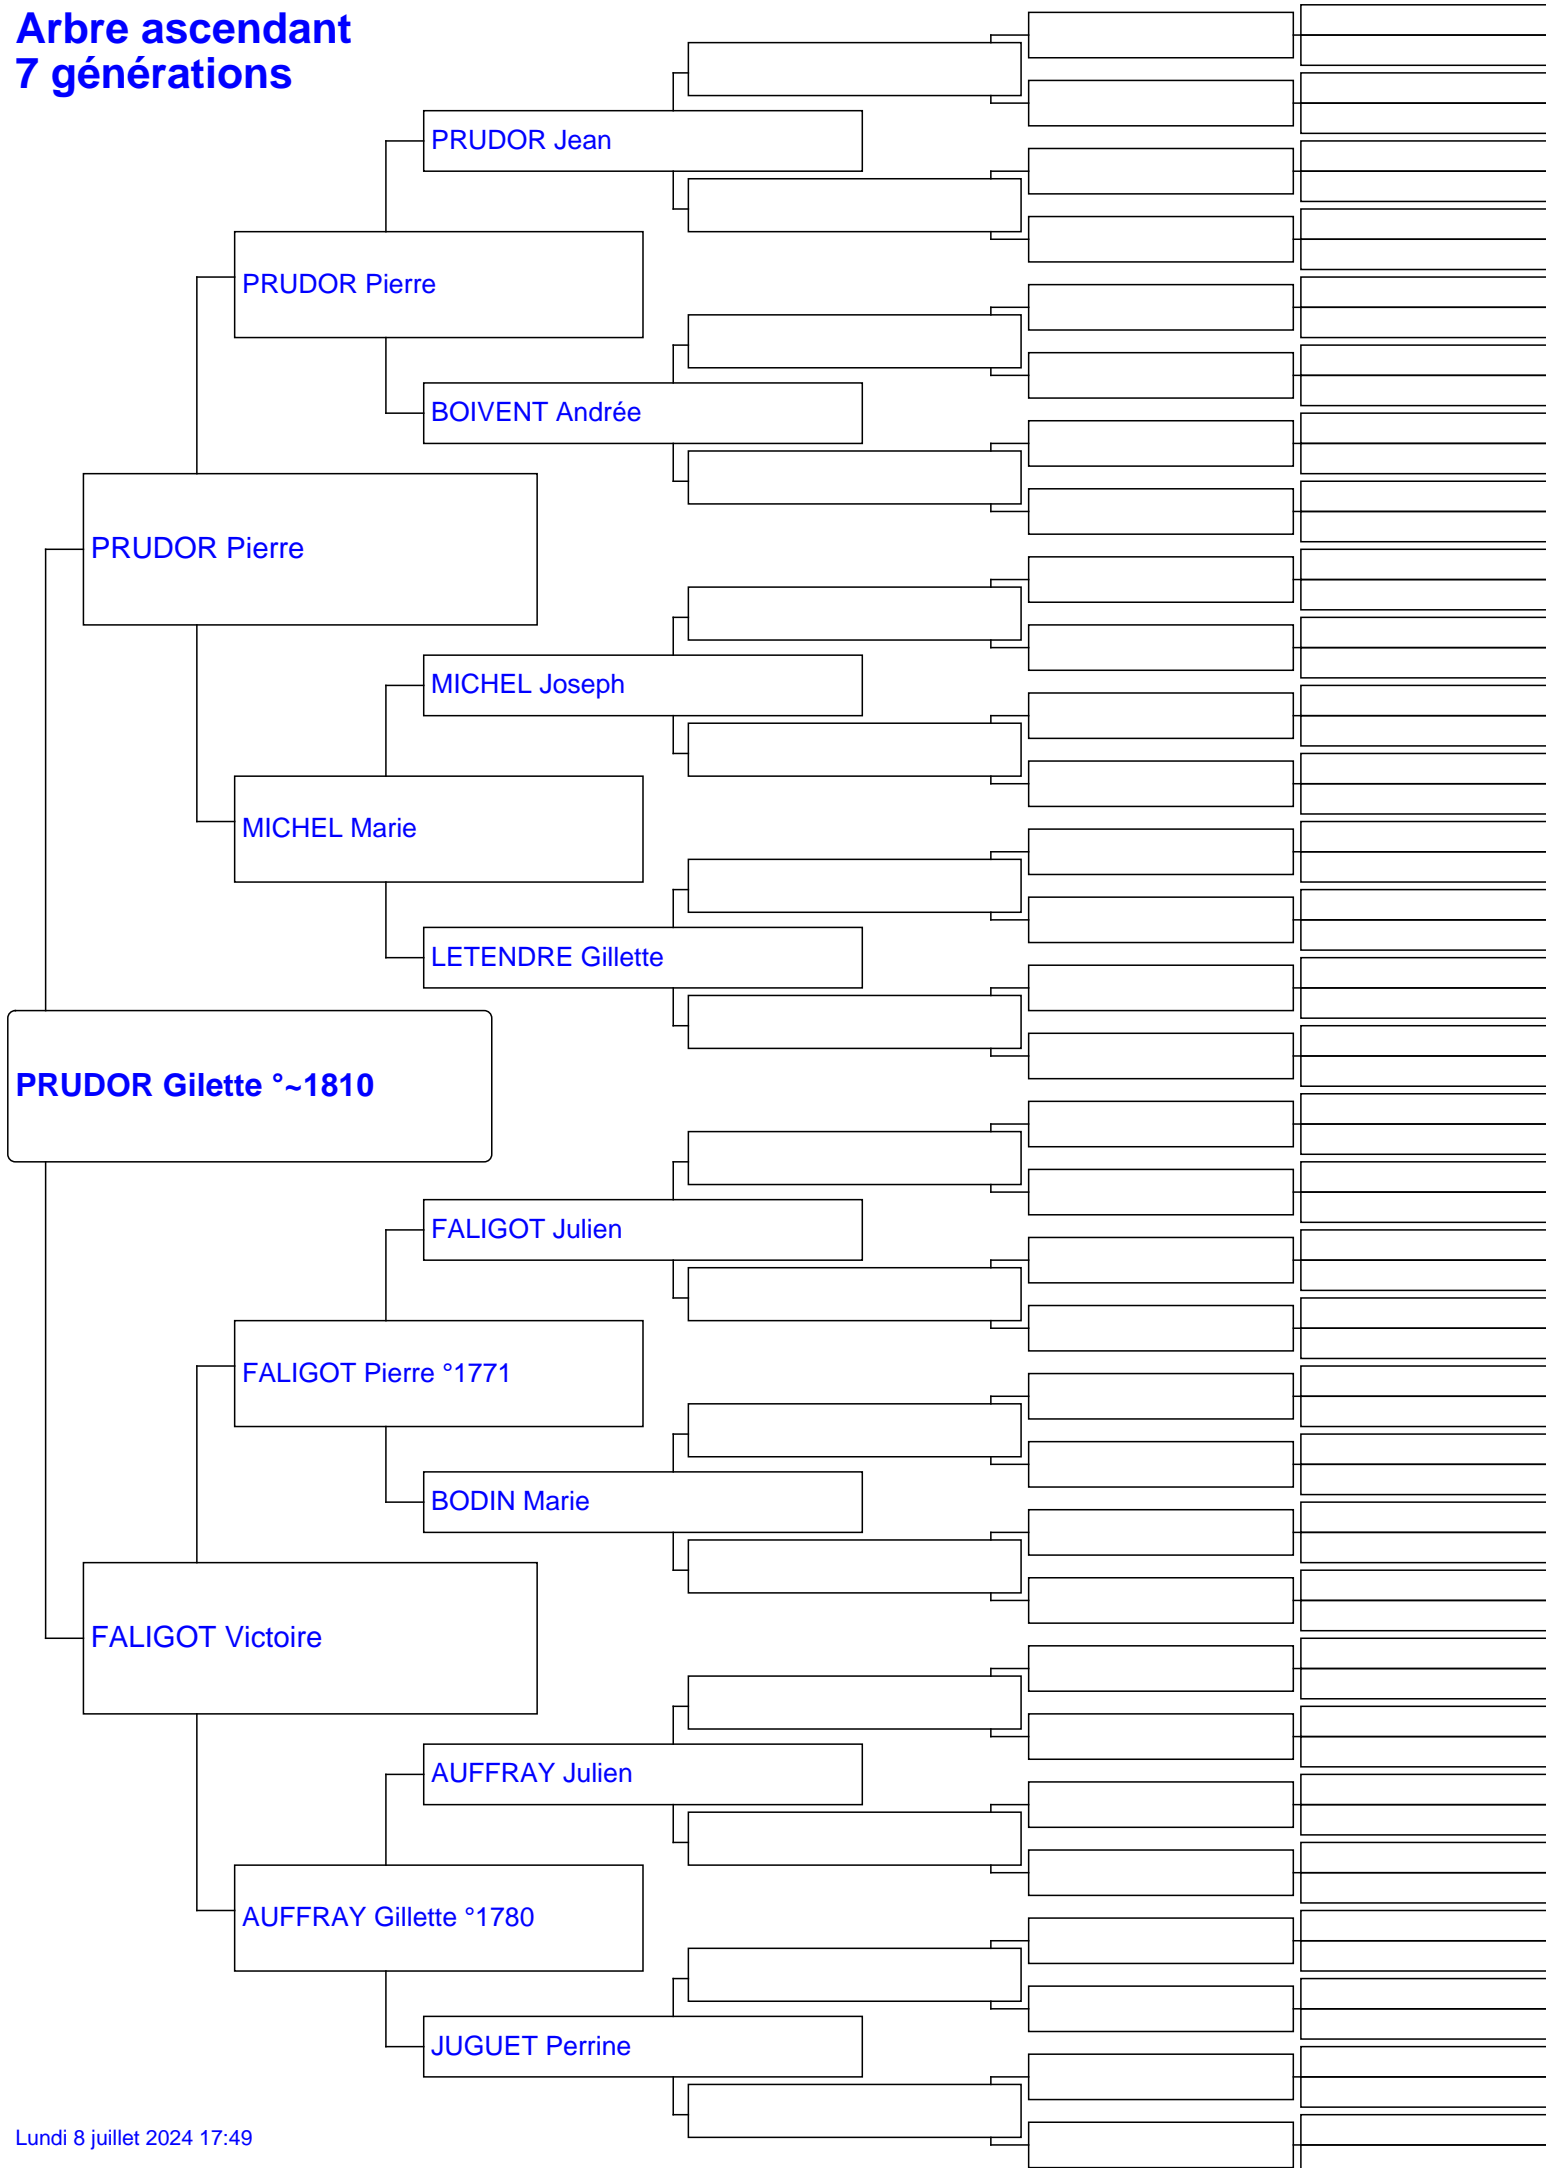 Arbre ascendant
7 générations
PRUDOR Jean
PRUDOR Pierre
BOIVENT Andrée
PRUDOR Pierre
MICHEL Joseph
MICHEL Marie
LETENDRE Gillette
PRUDOR Gilette °~1810
FALIGOT Julien
FALIGOT Pierre °1771
BODIN Marie
FALIGOT Victoire
AUFFRAY Julien
AUFFRAY Gillette °1780
JUGUET Perrine
Lundi 8 juillet 2024 17:49